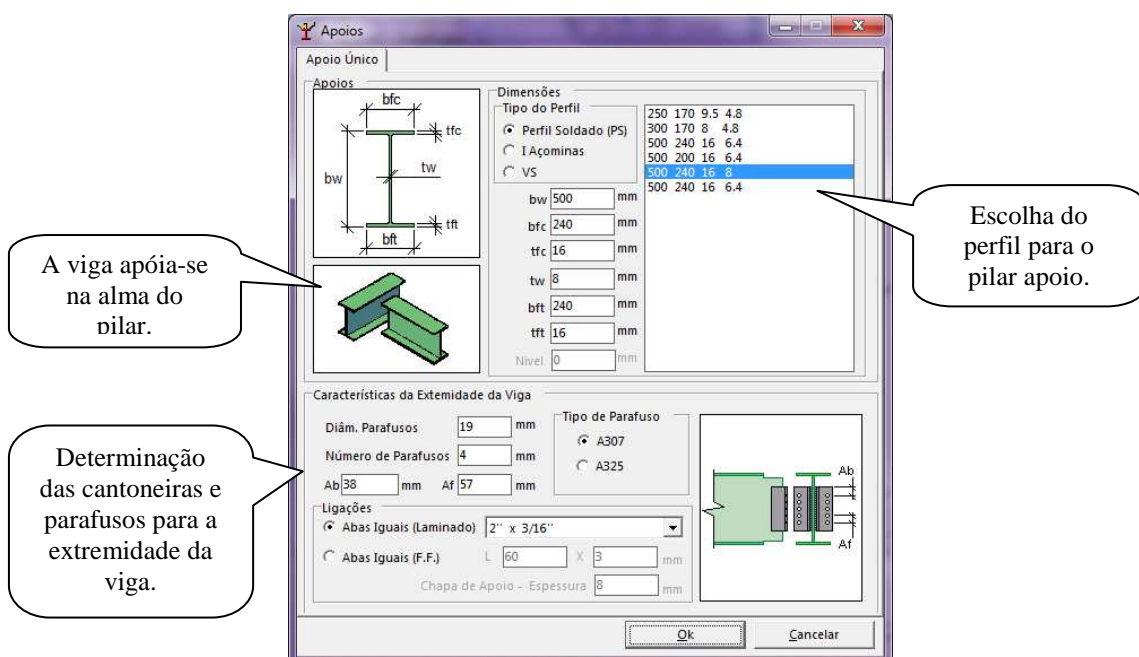 Apoios
Apoio Único
Apoios
bfc
tfc
bw
tw
tft
bft
Dimensões
Tipo do Perfil
Perfil Soldado (PS)
I Açominas
VS
bw 500 mm
bfc 240 mm
tfc 16 mm
tw 8 mm
bft 240 mm
tft 16 mm
Nivel 0 mm
250 170 9.5 4.8
300 170 8 4.8
500 240 16 6.4
500 200 16 6.4
500 240 16 8
500 240 16 6.4
A viga apóia-se
na alma do
pilar.
Escolha do
perfil para o
pilar apoio.
Características da Extemidade da Viga
Diâm. Parafusos 19 mm
Número de Parafusos 4 mm
Ab 38 mm Af 57 mm
Tipo de Parafuso
A307
A325
Ligações
Abas Iguais (Laminado) 2'' x 3/16''
Abas Iguais (F.F.) L 60 X 3 mm
Chapa de Apoio - Espessura 8 mm
Ab
Af
Determinação
das cantoneiras e
parafusos para a
extremidade da
viga.
Ok
Cancelar